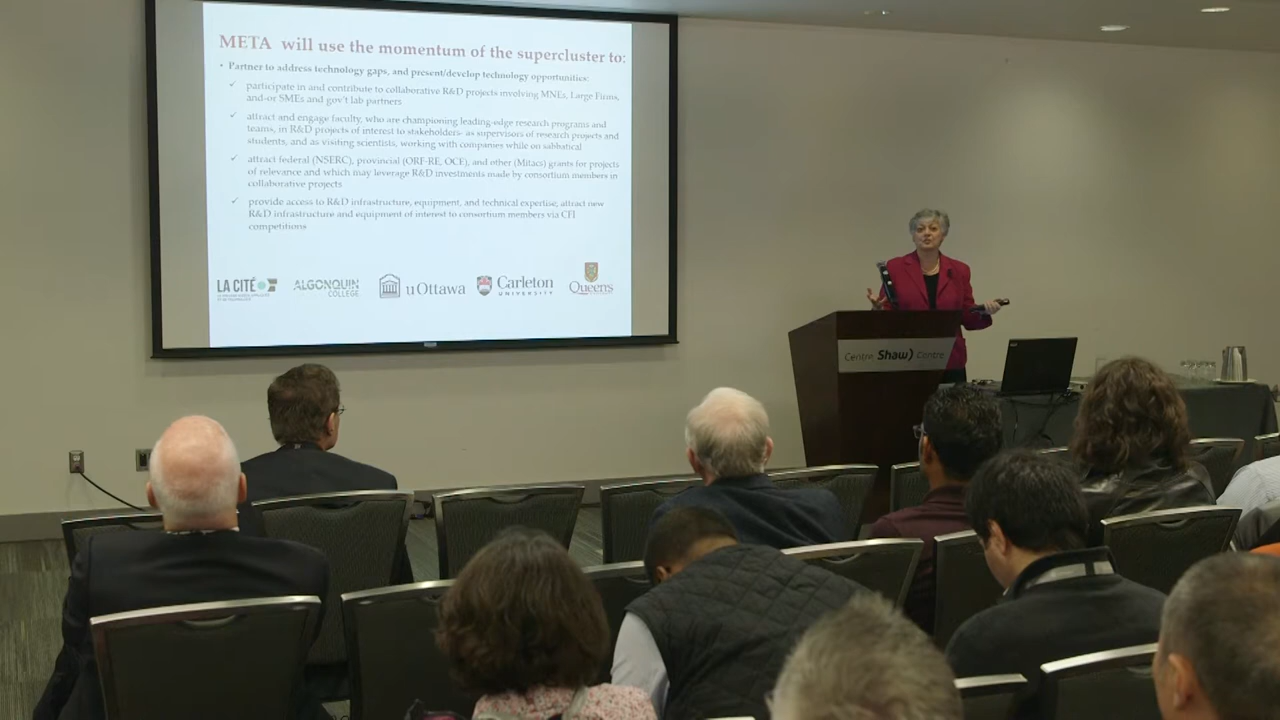 META will use the momentum of the supercluster to:
• Partner to address technology gaps, and present/develop technology opportunities:
✓ participate in and contribute to collaborative R&D projects involving MNEs, Large Firms,
and-or SMEs and gov't lab partners
✓ attract and engage faculty, who are championing leading-edge research programs and
teams, in R&D projects of interest to stakeholders- as supervisors of research projects and
students, and as visiting scientists, working with companies while on sabbatical
✓ attract federal (NSERC), provincial (ORF-RE, OCE), and other (Mitacs) grants for projects
of relevance and which may leverage R&D investments made by consortium members in
collaborative projects
✓ provide access to R&D infrastructure, equipment, and technical expertise, attract new
R&D infrastructure and equipment of interest to consortium members via CFI
competitions
LA CITÉ
ALGONQUIN
COLLEGE
uOttawa
Carleton
UNIVERSITY
Queens
Centre Shaw) Centre